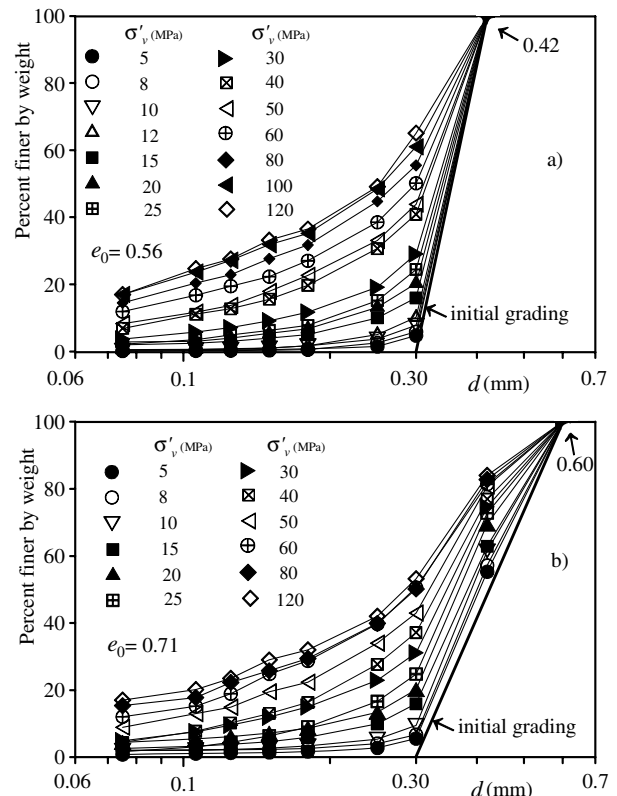 100
80
60
40
20
0
Percent finer by weight
σ′v (MPa) σ′v (MPa)
5 30
8 40
10 50
12 60
15 80
20 100
25 120
e0= 0.56
0.42
a)
initial grading
0.06 0.1 0.30 d (mm) 0.7
100
80
60
40
20
0
Percent finer by weight
σ′v (MPa) σ′v (MPa)
5 30
8 40
10 50
15 60
20 80
25 120
e0= 0.71
0.60
b)
initial grading
0.06 0.1 0.30 d (mm) 0.7